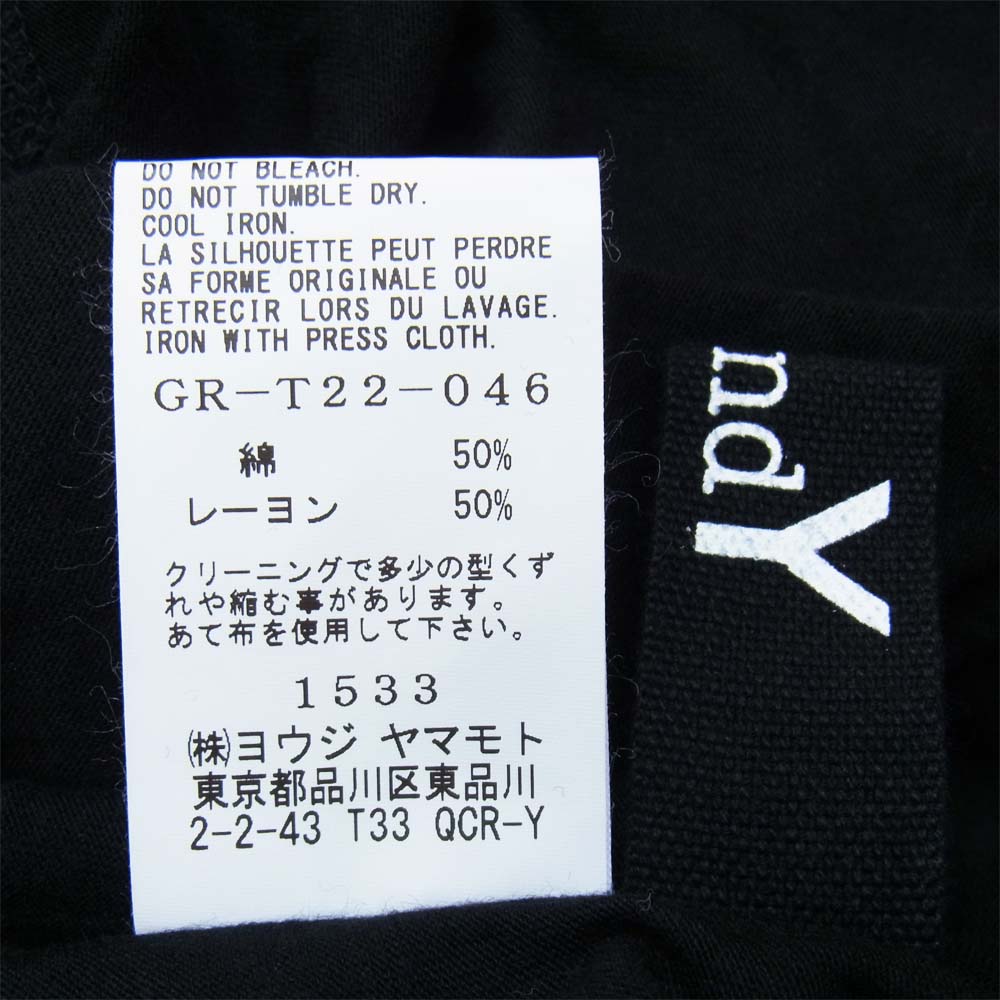 DO NOT BLEACH.
DO NOT TUMBLE DRY.
COOL IRON.
LA SILHOUETTE PEUT PERDRE
SA FORME ORIGINALE OU
RETRECIR LORS DU LAVAGE.
IRON WITH PRESS CLOTH.
GR-T22-046
綿 50%
レーヨン 50%
クリーニングで多少の型くず
れや縮む事があります。
あて布を使用して下さい。
1533
(株)ヨウジ ヤマモト
東京都品川区東品川
2-2-43 T33 QCR-Y
ndY